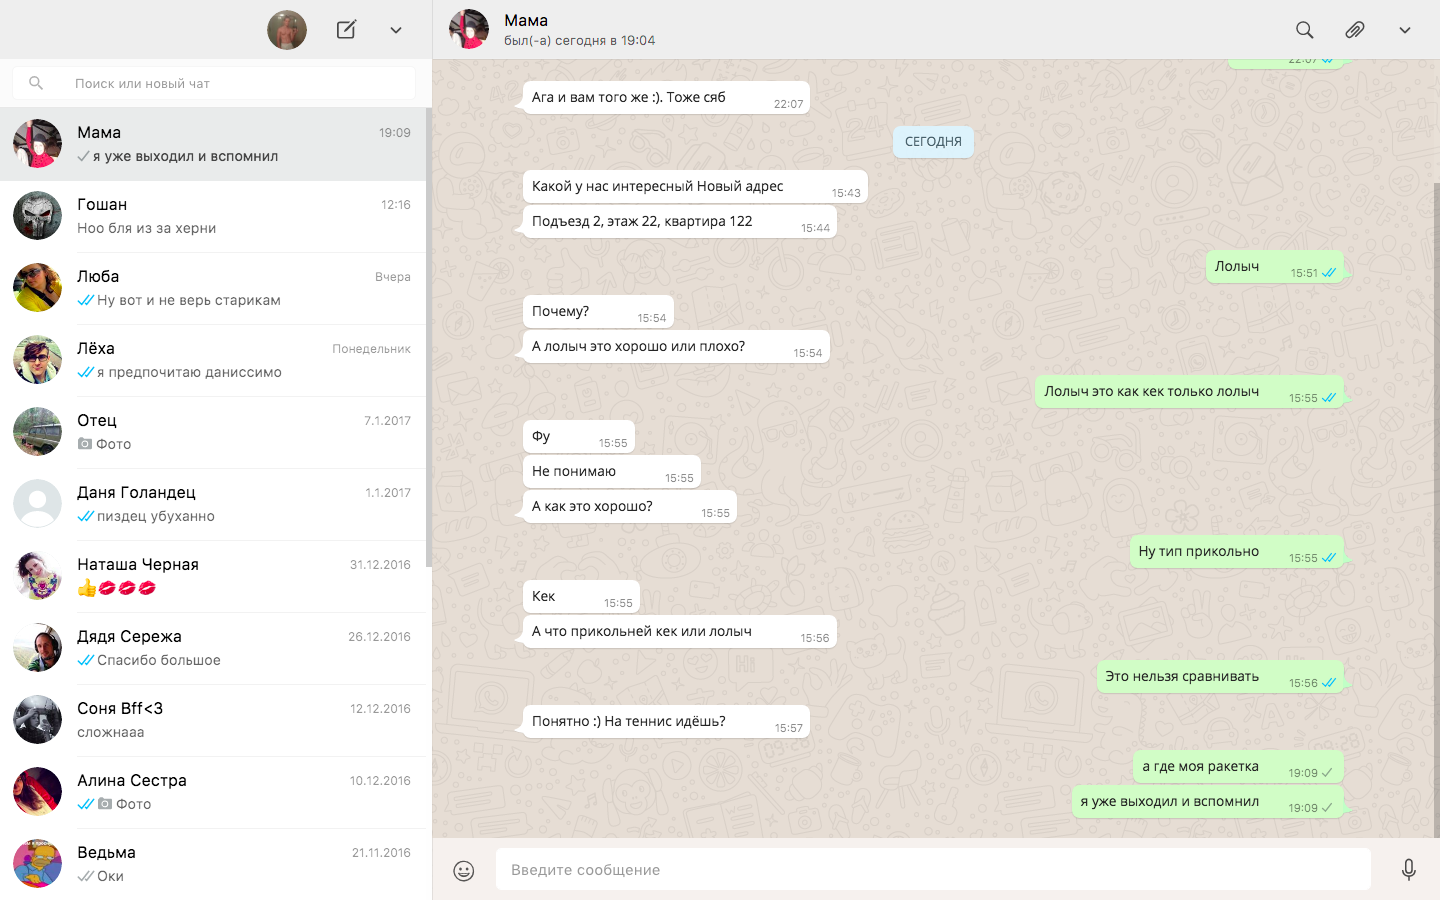 Поиск или новый чат
Мама 19:09
я уже выходил и вспомнил
Гошан 12:16
Ноо бля из за херни
Люба Вчера
Ну вот и не верь старикам
Лёха Понедельник
я предпочитаю даниссимо
Отец 7.1.2017
Фото
Даня Голандец 1.1.2017
пиздец убуханно
Наташа Черная 31.12.2016
👍💋💋💋
Дядя Сережа 26.12.2016
Спасибо большое
Соня Bff<3 12.12.2016
сложнааа
Алина Сестра 10.12.2016
Фото
Ведьма 21.11.2016
Оки
Мама
был(-а) сегодня в 19:04
22:07
Ага и вам того же :). Тоже сяб 22:07
СЕГОДНЯ
Какой у нас интересный Новый адрес 15:43
Подъезд 2, этаж 22, квартира 122 15:44
Лолыч 15:51
Почему? 15:54
А лолыч это хорошо или плохо? 15:54
Лолыч это как кек только лолыч 15:55
Фу 15:55
Не понимаю 15:55
А как это хорошо? 15:55
Ну тип прикольно 15:55
Кек 15:55
А что прикольней кек или лолыч 15:56
Это нельзя сравнивать 15:56
Понятно :) На теннис идёшь? 15:57
а где моя ракетка 19:09
я уже выходил и вспомнил 19:09
Введите сообщение